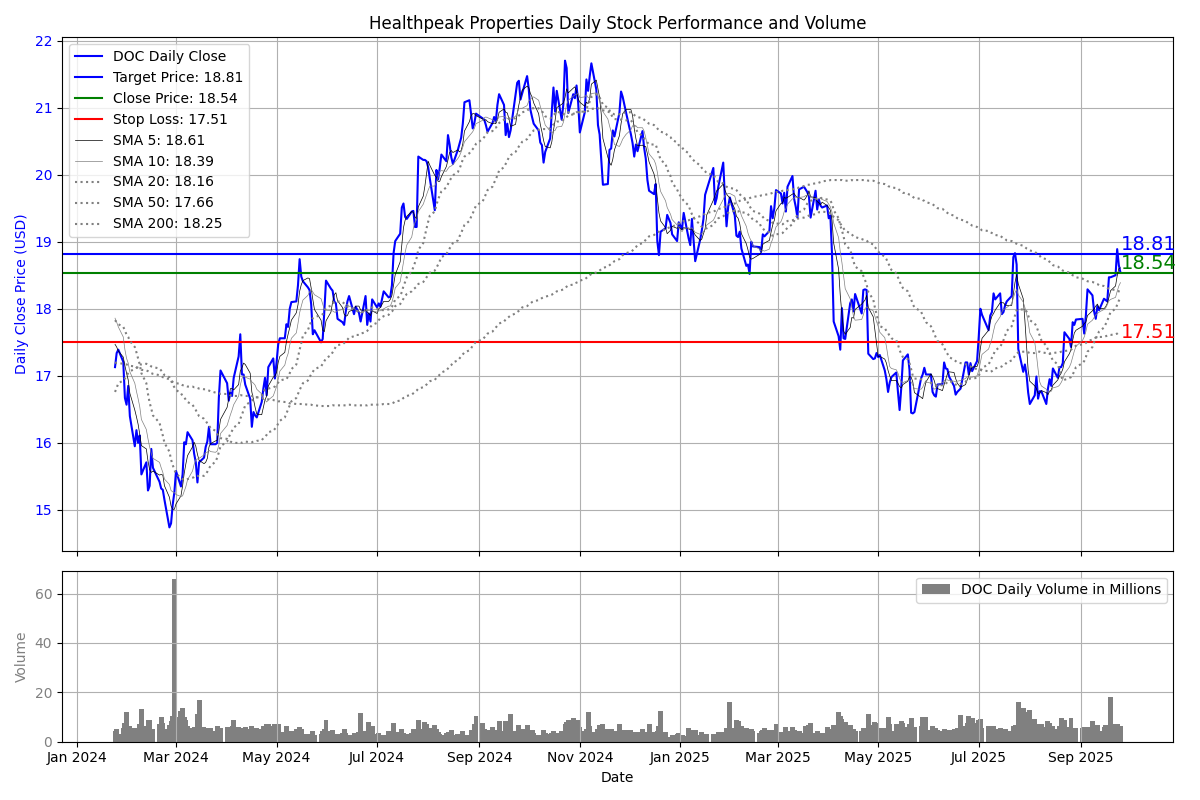 Healthpeak Properties Daily Stock Performance and Volume
22
21
20
19
18
17
16
15
Daily Close Price (USD)
DOC Daily Close
Target Price: 18.81
Close Price: 18.54
Stop Loss: 17.51
SMA 5: 18.61
SMA 10: 18.39
SMA 20: 18.16
SMA 50: 17.66
SMA 200: 18.25
18.81
18.54
17.51
60
40
20
0
Volume
DOC Daily Volume in Millions
Jan 2024 Mar 2024 May 2024 Jul 2024 Sep 2024 Nov 2024 Jan 2025 Mar 2025 May 2025 Jul 2025 Sep 2025
Date